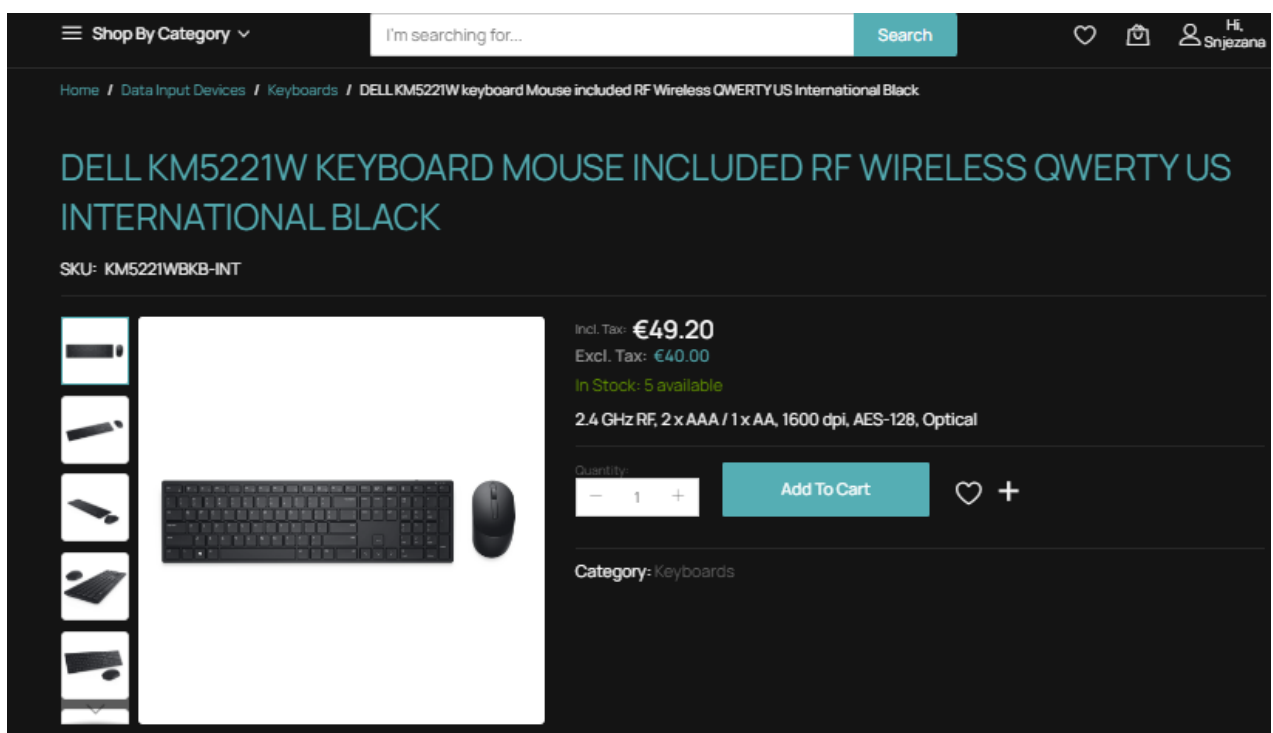 Shop By Category
I'm searching for...
Search
Hi,
Snjezana
Home / Data Input Devices / Keyboards / DELL KM5221W keyboard Mouse included RF Wireless QWERTY US International Black
DELL KM5221W KEYBOARD MOUSE INCLUDED RF WIRELESS QWERTY US
INTERNATIONAL BLACK
SKU: KM5221WBKB-INT
Incl. Tax: €49.20
Excl. Tax: €40.00
In Stock: 5 available
2.4 GHz RF, 2 x AAA / 1 x AA, 1600 dpi, AES-128, Optical
Quantity:
− 1 +
Add To Cart
Category: Keyboards